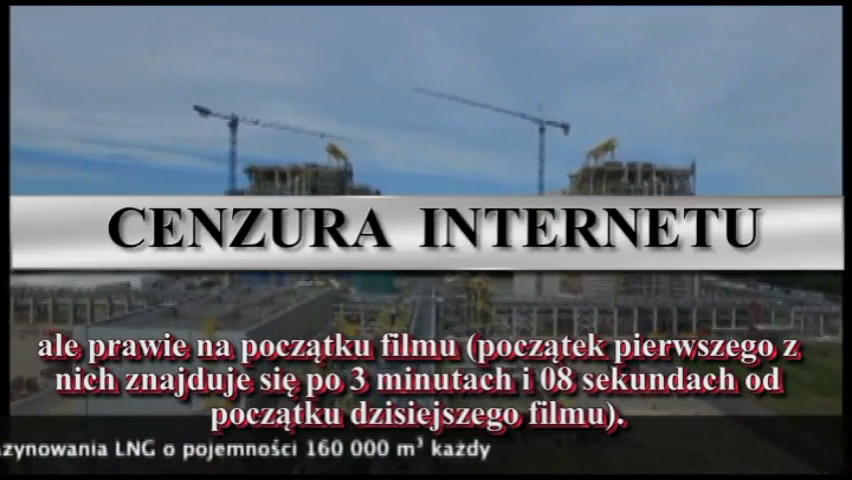 CENZURA INTERNETU
ale prawie na początku filmu (początek pierwszego z
nich znajduje się po 3 minutach i 08 sekundach od
początku dzisiejszego filmu).
LNG o pojemności 160 000 m³ każdy